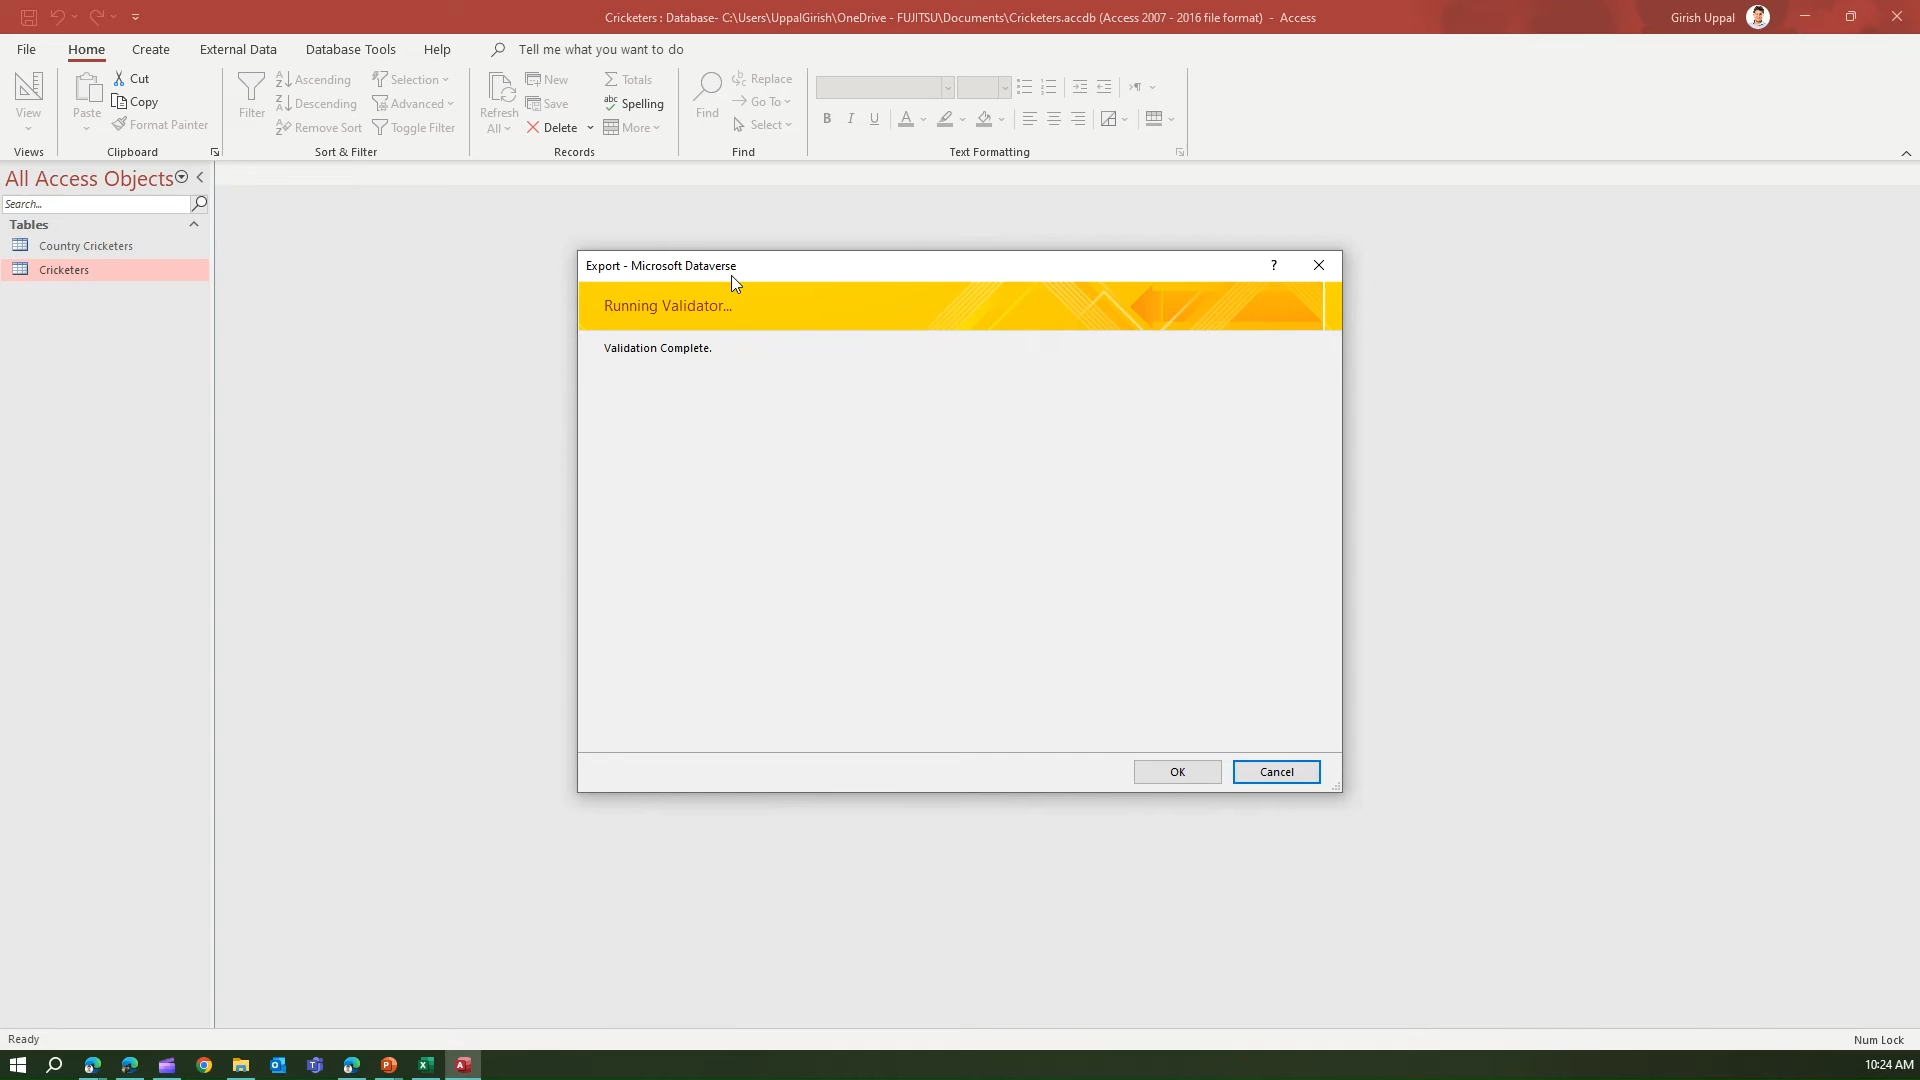 Cricketers : Database- C:\Users\UppalGirish\OneDrive - FUJITSU\Documents\Cricketers.accdb (Access 2007 - 2016 file format) - Access
Girish Uppal
File Home Create External Data Database Tools Help Tell me what you want to do
View
Views
Paste
Cut
Copy
Format Painter
Clipboard
Filter
Ascending
Descending
Remove Sort
Selection
Advanced
Toggle Filter
Sort & Filter
Refresh
All
New
Save
Delete
Totals
Spelling
More
Records
Find
Replace
Go To
Select
Find
B I U A
Text Formatting
All Access Objects
Search...
Tables
Country Cricketers
Cricketers
Export - Microsoft Dataverse
?
Running Validator...
Validation Complete.
OK
Cancel
Ready
Num Lock
10:24 AM